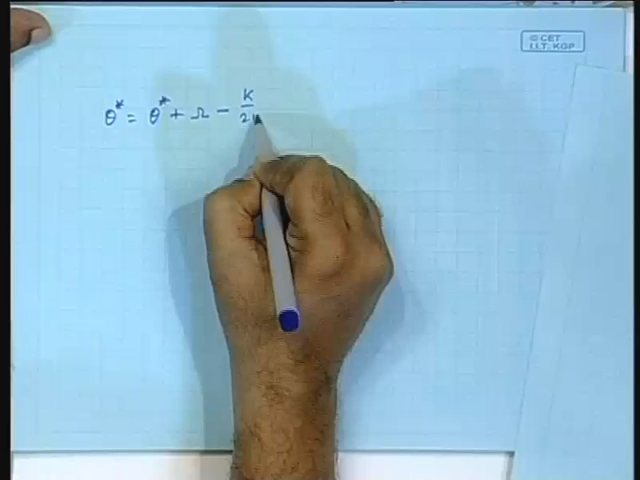 © CET
I.I.T. KGP
θ* = θ* + Ω - K/2